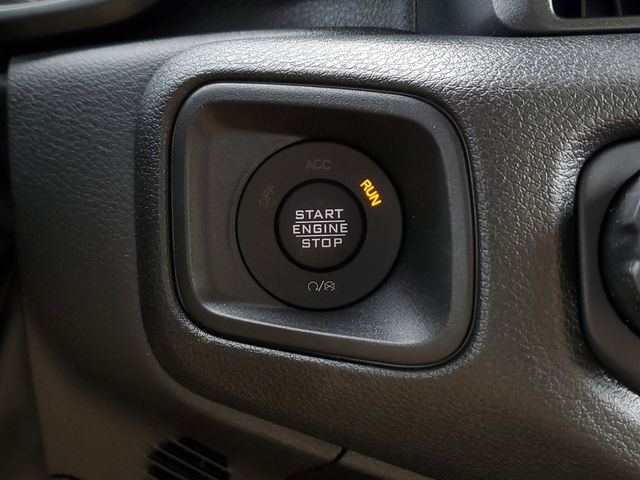 ACC
OFF
RUN
START
ENGINE
STOP